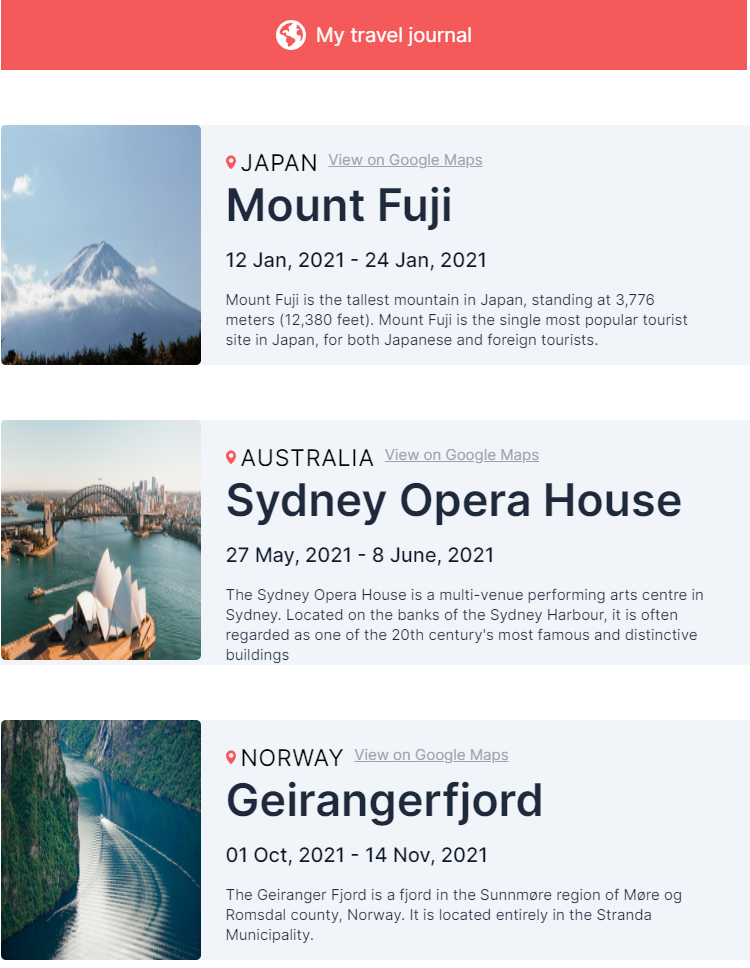 My travel journal
JAPAN View on Google Maps
Mount Fuji
12 Jan, 2021 - 24 Jan, 2021
Mount Fuji is the tallest mountain in Japan, standing at 3,776
meters (12,380 feet). Mount Fuji is the single most popular tourist
site in Japan, for both Japanese and foreign tourists.
AUSTRALIA View on Google Maps
Sydney Opera House
27 May, 2021 - 8 June, 2021
The Sydney Opera House is a multi-venue performing arts centre in
Sydney. Located on the banks of the Sydney Harbour, it is often
regarded as one of the 20th century's most famous and distinctive
buildings
NORWAY View on Google Maps
Geirangerfjord
01 Oct, 2021 - 14 Nov, 2021
The Geiranger Fjord is a fjord in the Sunnmøre region of Møre og
Romsdal county, Norway. It is located entirely in the Stranda
Municipality.